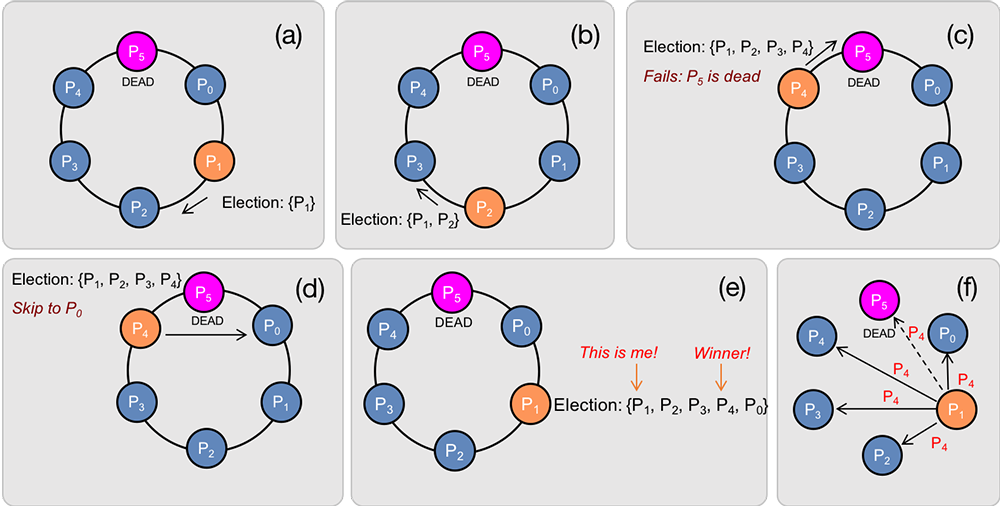 (a)
P5
DEAD
P4
P0
P3
P1
P2
Election: {P1}
(b)
P5
DEAD
P4
P0
P3
P1
P2
Election: {P1, P2}
(c)
Election: {P1, P2, P3, P4}
Fails: P5 is dead
P5
DEAD
P4
P0
P3
P1
P2
(d)
Election: {P1, P2, P3, P4}
Skip to P0
P5
DEAD
P4
P0
P3
P1
P2
(e)
P5
DEAD
P4
P0
P3
P1
P2
This is me!
Winner!
Election: {P1, P2, P3, P4, P0}
(f)
P5
DEAD
P4
P4
P0
P4
P4
P4
P3
P1
P4
P2